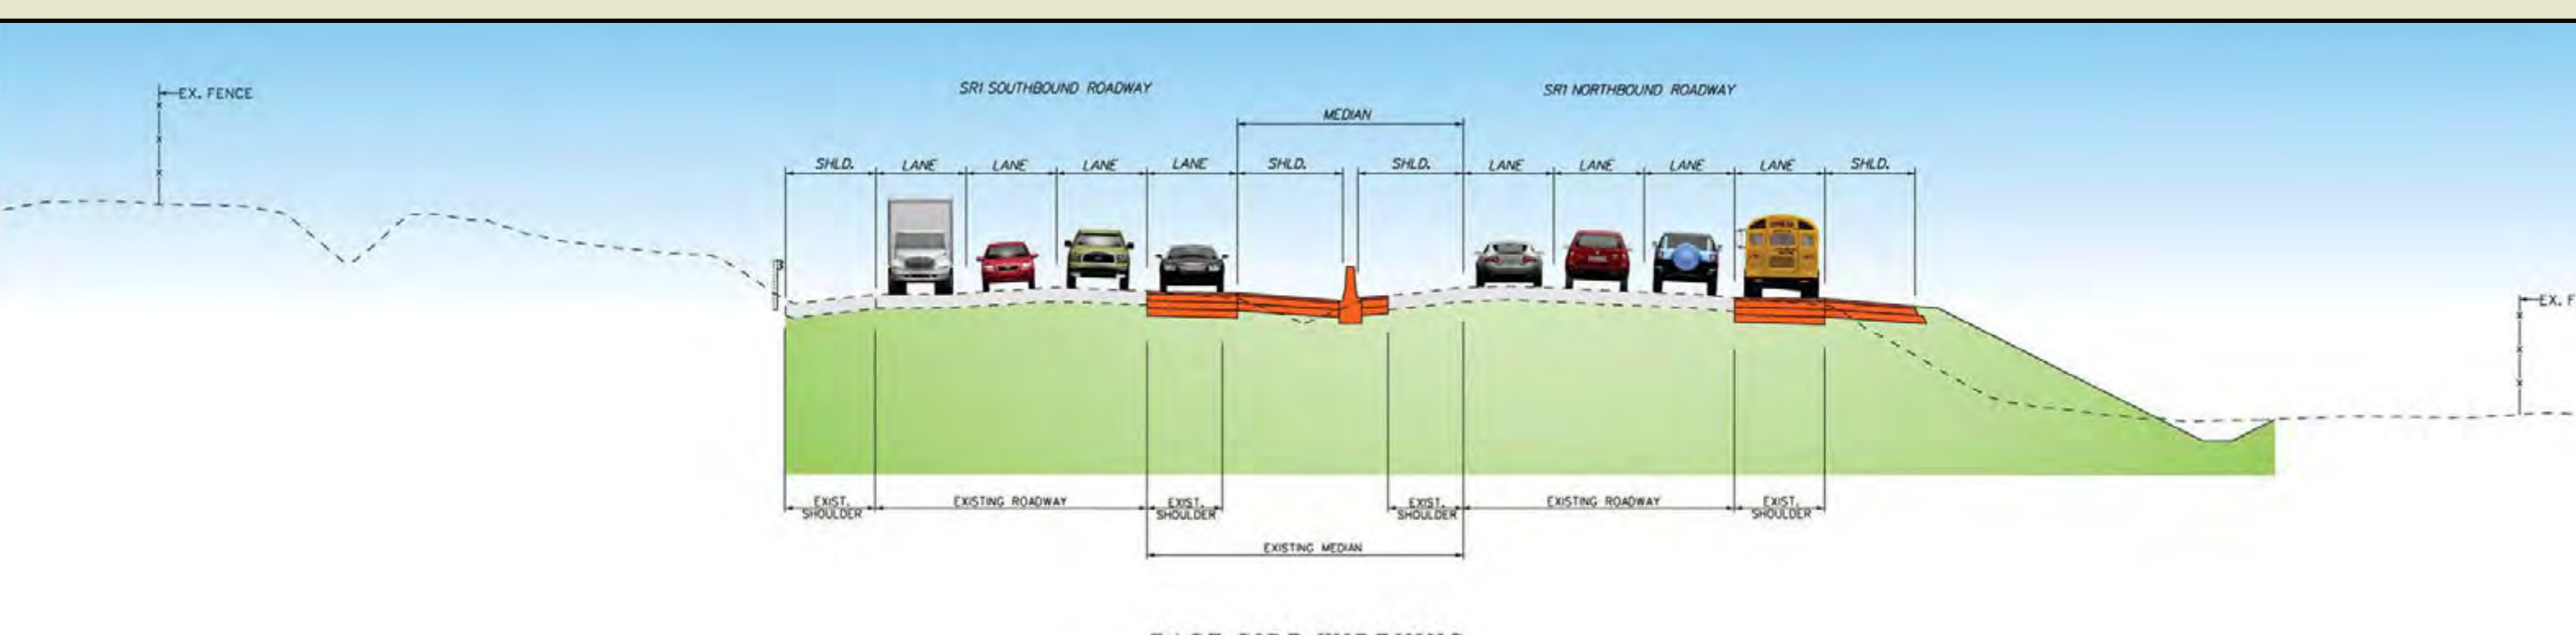 SR1 SOUTHBOUND ROADWAY
SR1 NORTHBOUND ROADWAY
EX. FENCE
MEDIAN
SHLD. LANE LANE LANE LANE SHLD. SHLD. LANE LANE LANE LANE SHLD.
EX. F
EXIST. SHOULDER
EXISTING ROADWAY
EXIST. SHOULDER
EXIST. SHOULDER
EXISTING ROADWAY
EXIST. SHOULDER
EXISTING MEDIAN